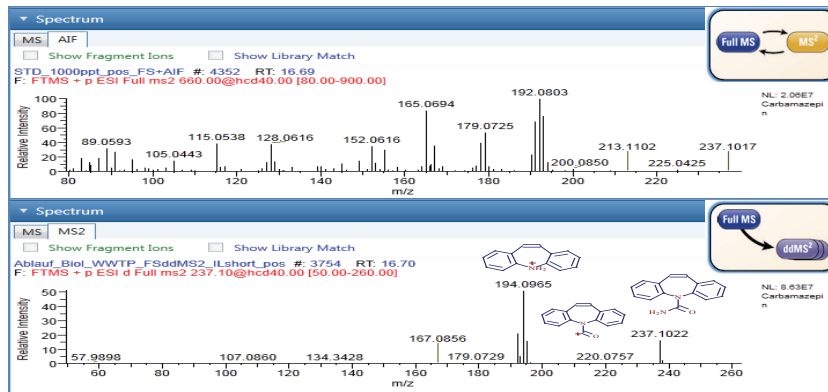 Spectrum
MS AIF
Show Fragment Ions Show Library Match
STD_1000ppt_pos_FS+AIF #: 4352 RT: 16.69
F: FTMS + p ESI Full ms2 660.00@hcd40.00 [80.00-900.00]
Full MS MS²
NL: 2.06E7
Carbamazepi
n
Relative Intensity
100
80
60
40
20
0
192.0803
165.0694
179.0725
115.0538 128.0616 152.0616
89.0593
105.0443
213.1102 237.1017
200.0850 225.0425
80 100 120 140 160 180 200 220
m/z
Spectrum
MS MS2
Show Fragment Ions Show Library Match
Ablauf_Biol_WWTP_FSddMS2_ILshort_pos #: 3754 RT: 16.70
F: FTMS + p ESI d Full ms2 237.10@hcd40.00 [50.00-260.00]
Full MS
ddMS²
NL: 8.63E7
Carbamazepi
n
Relative Intensity
50
40
30
20
10
0
NH₂
+
N
O
+
N
H₂N O
194.0965
167.0856
237.1022
57.9898 107.0860 134.3428 179.0729 220.0757
60 80 100 120 140 160 180 200 220 240 260
m/z